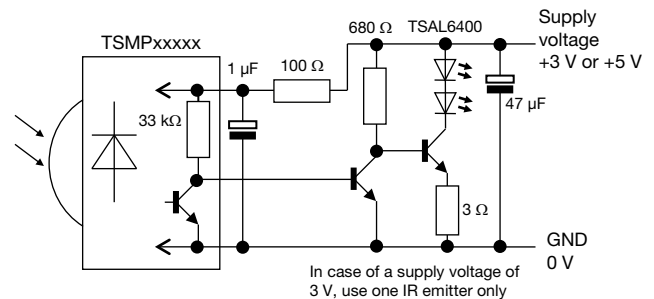 TSMPxxxxx
680 Ω
TSAL6400
Supply
voltage
+3 V or +5 V
1 μF
100 Ω
33 kΩ
47 μF
3 Ω
GND
0 V
In case of a supply voltage of
3 V, use one IR emitter only